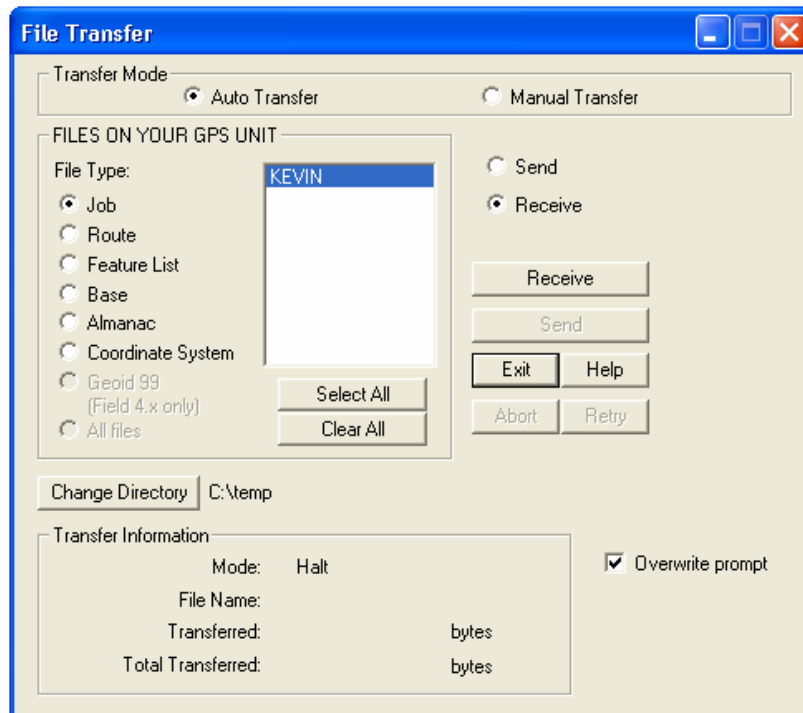 File Transfer
Transfer Mode
Auto Transfer
Manual Transfer
FILES ON YOUR GPS UNIT
File Type:
KEVIN
Job
Route
Feature List
Base
Almanac
Coordinate System
Geoid 99
(Field 4.x only)
All files
Select All
Clear All
Send
Receive
Receive
Send
Exit
Help
Abort
Retry
Change Directory
C:\temp
Transfer Information
Mode: Halt
File Name:
Transferred: bytes
Total Transferred: bytes
Overwrite prompt